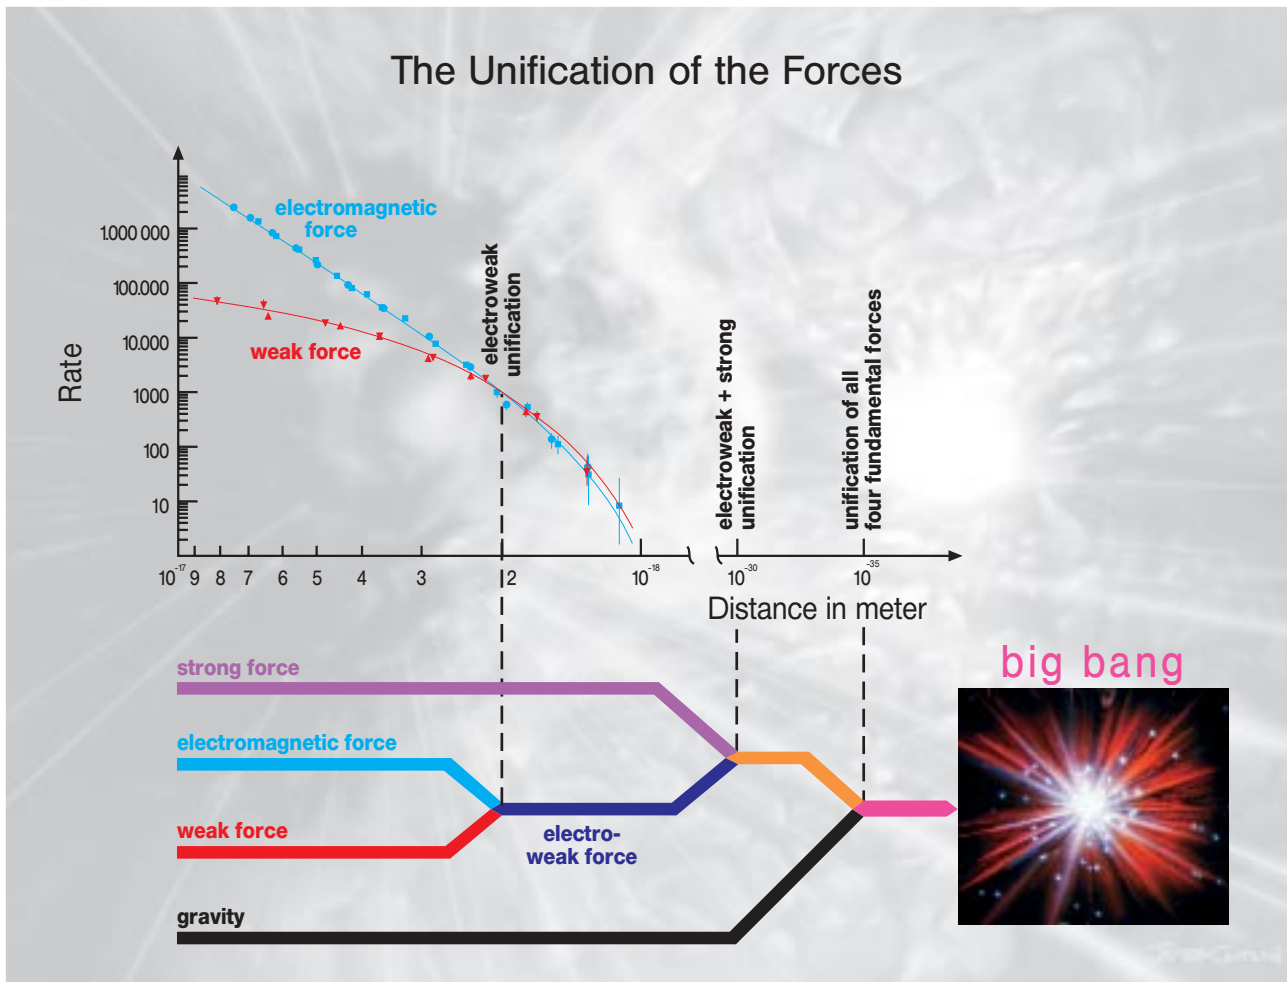 The Unification of the Forces
electromagnetic
force
1.000 000
100.000
10.000
1000
100
10
Rate
weak force
electroweak
unification
electroweak + strong
unification
unification of all
four fundamental forces
10-17 9 8 7 6 5 4 3 2 10-18 10-30 10-35
Distance in meter
strong force
electromagnetic force
weak force
electro-
weak force
gravity
big bang